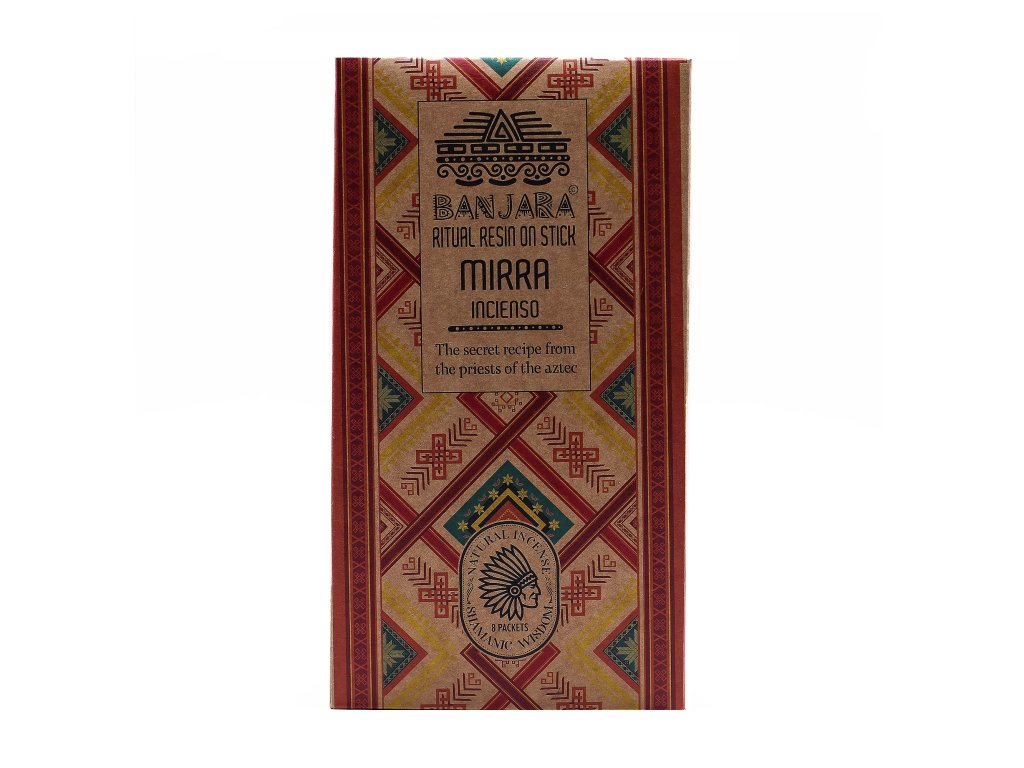 ©
BANJARA
RITUAL RESIN ON STICK
MIRRA
INCIENSO
The secret recipe from
the priests of the aztec
NATURAL INCENSE
8 PACKETS
SHAMANIC WISDOM